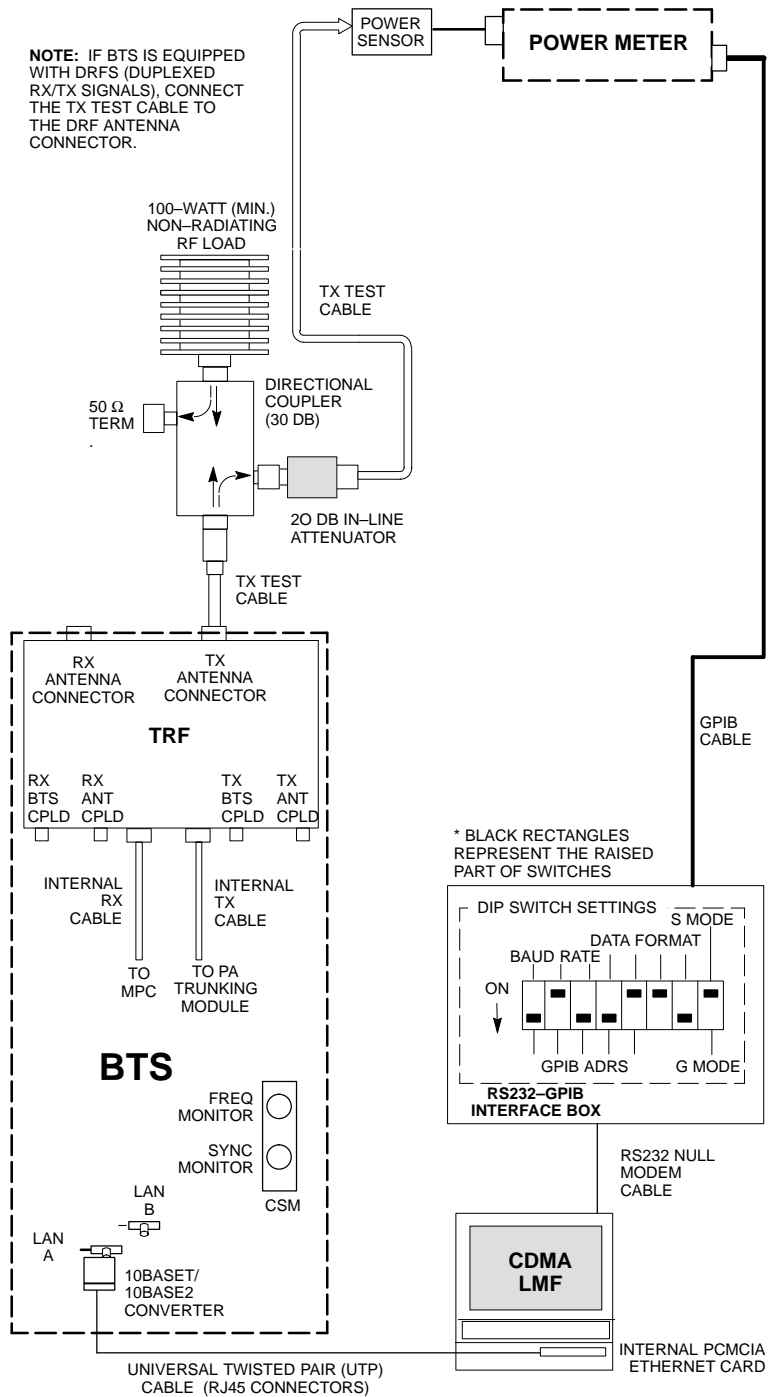 POWER
SENSOR
POWER METER
NOTE: IF BTS IS EQUIPPED
WITH DRFS (DUPLEXED
RX/TX SIGNALS), CONNECT
THE TX TEST CABLE TO
THE DRF ANTENNA
CONNECTOR.
100–WATT (MIN.)
NON–RADIATING
RF LOAD
TX TEST
CABLE
50 Ω
TERM
.
DIRECTIONAL
COUPLER
(30 DB)
2O DB IN–LINE
ATTENUATOR
TX TEST
CABLE
RX
ANTENNA
CONNECTOR
TX
ANTENNA
CONNECTOR
TRF
RX
BTS
CPLD
RX
ANT
CPLD
TX
BTS
CPLD
TX
ANT
CPLD
GPIB
CABLE
INTERNAL
RX
CABLE
INTERNAL
TX
CABLE
TO
MPC
TO PA
TRUNKING
MODULE
* BLACK RECTANGLES
REPRESENT THE RAISED
PART OF SWITCHES
DIP SWITCH SETTINGS
S MODE
DATA FORMAT
BAUD RATE
ON
GPIB ADRS
G MODE
RS232–GPIB
INTERFACE BOX
BTS
FREQ
MONITOR
SYNC
MONITOR
CSM
LAN
B
LAN
A
10BASET/
10BASE2
CONVERTER
RS232 NULL
MODEM
CABLE
CDMA
LMF
UNIVERSAL TWISTED PAIR (UTP)
CABLE (RJ45 CONNECTORS)
INTERNAL PCMCIA
ETHERNET CARD